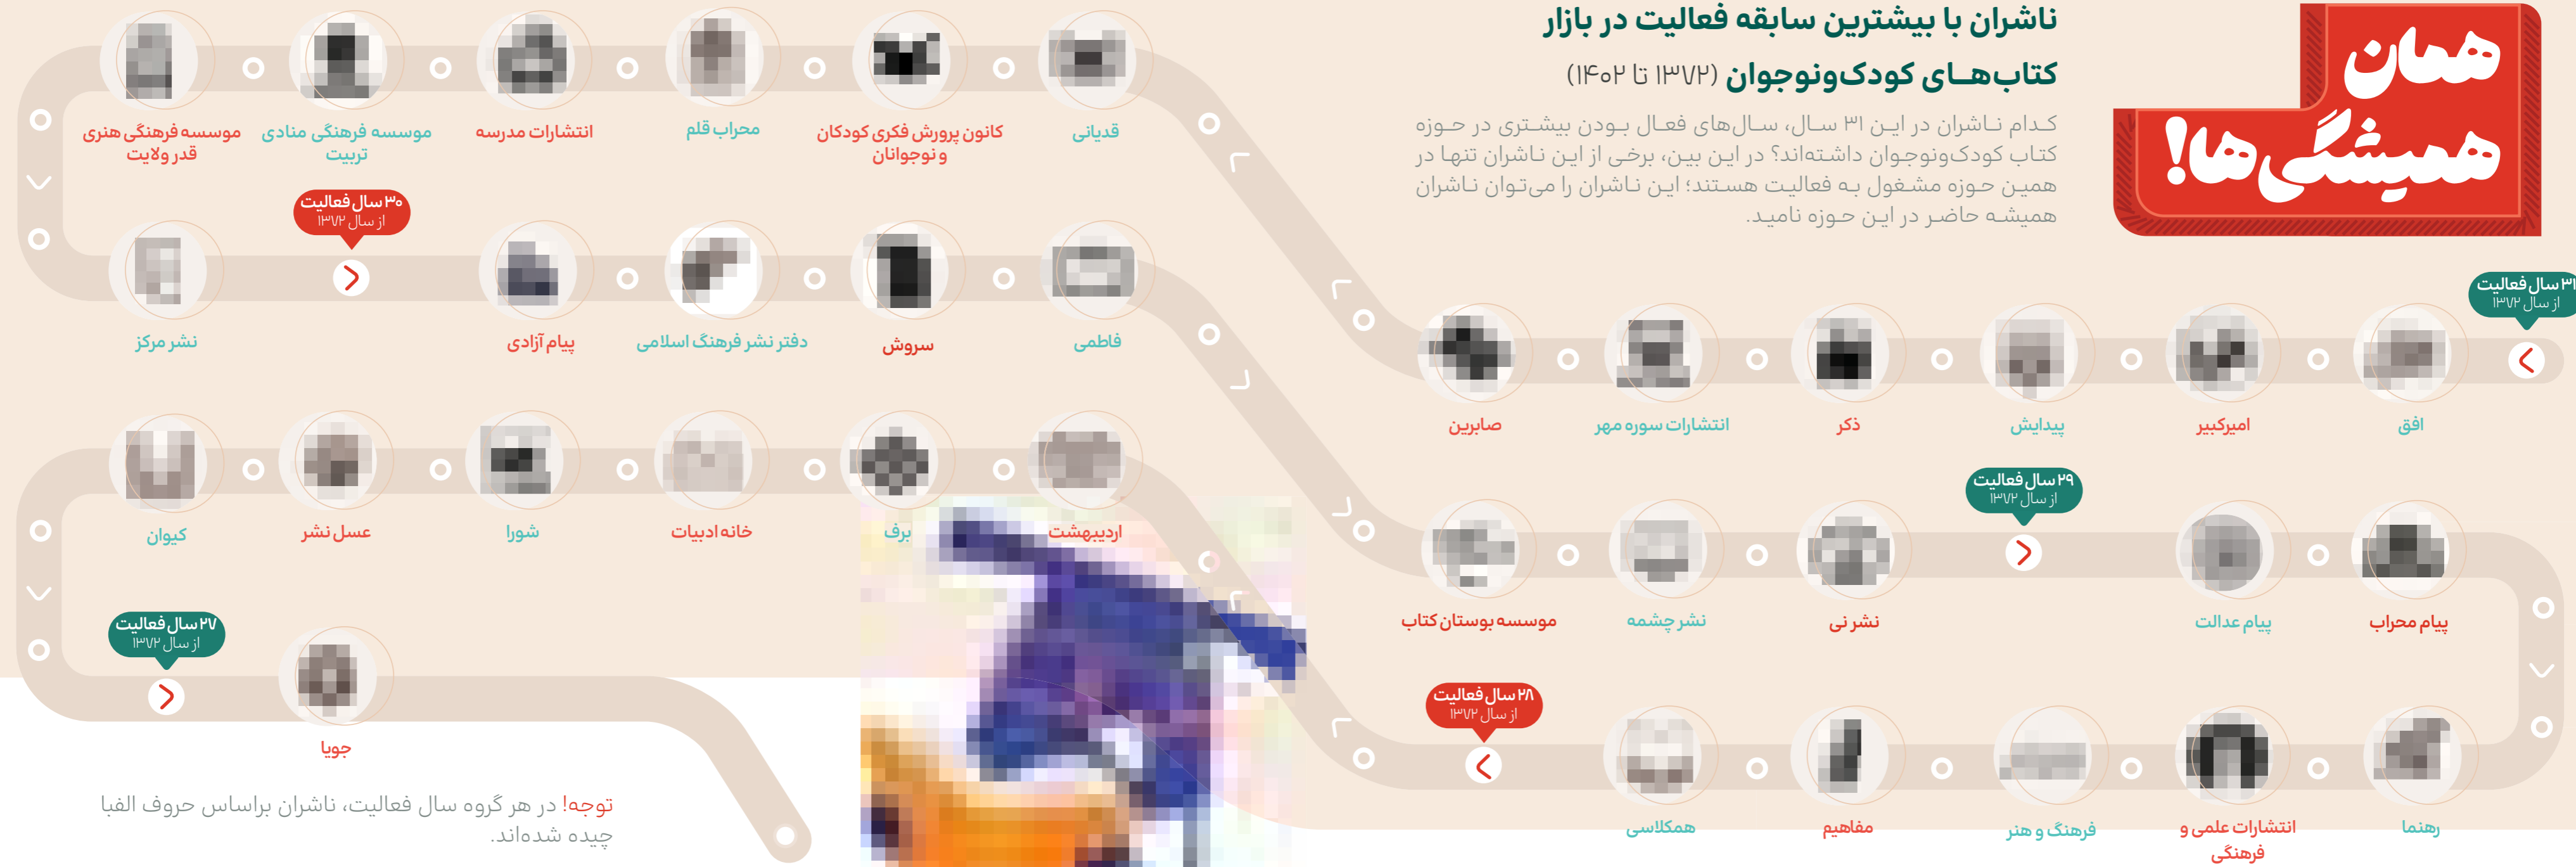 همان
همیشگی‌ها!
ناشران با بیشترین سابقه فعالیت در بازار
کتاب‌های کودک‌ونوجوان (۱۳۷۲ تا ۱۴۰۲)
کدام ناشران در این ۳۱ سال، سال‌های فعال بودن بیشتری در حوزه
کتاب کودک‌ونوجوان داشته‌اند؟ در این بین، برخی از این ناشران تنها در
همین حوزه مشغول به فعالیت هستند؛ این ناشران را می‌توان ناشران
همیشه حاضر در این حوزه نامید.
۳۱ سال فعالیت
از سال ۱۳۷۲
افق
امیرکبیر
پیدایش
ذکر
انتشارات سوره مهر
صابرین
قدیانی
کانون پرورش فکری کودکان
و نوجوانان
محراب قلم
انتشارات مدرسه
موسسه فرهنگی منادی
تربیت
موسسه فرهنگی هنری
قدر ولایت
نشر مرکز
۳۰ سال فعالیت
از سال ۱۳۷۲
پیام آزادی
دفتر نشر فرهنگ اسلامی
سروش
فاطمی
موسسه بوستان کتاب
نشر چشمه
نشر نی
۲۹ سال فعالیت
از سال ۱۳۷۲
پیام عدالت
پیام محراب
رهنما
انتشارات علمی و
فرهنگی
فرهنگ و هنر
مفاهیم
همکلاسی
۲۸ سال فعالیت
از سال ۱۳۷۲
اردیبهشت
برف
خانه ادبیات
شورا
عسل نشر
کیوان
۲۷ سال فعالیت
از سال ۱۳۷۲
جویا
توجه! در هر گروه سال فعالیت، ناشران براساس حروف الفبا
چیده شده‌اند.